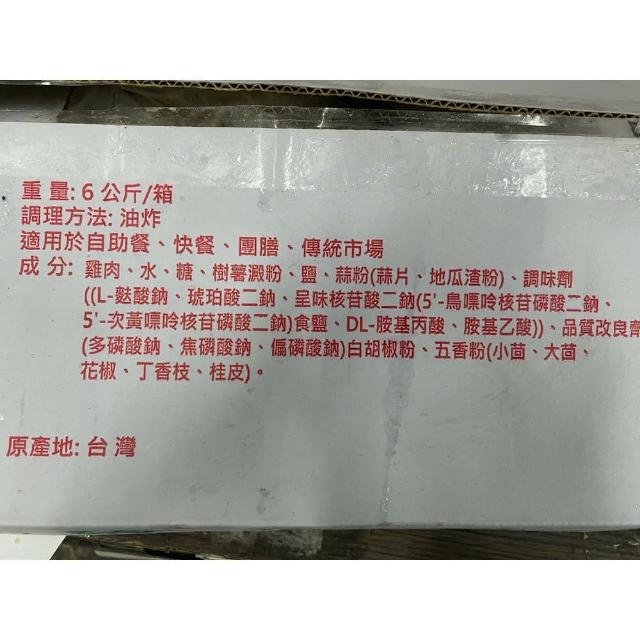 重 量: 6 公斤/箱
調理方法: 油炸
適用於自助餐、快餐、團膳、傳統市場
成 分: 雞肉、水、糖、樹薯澱粉、鹽、蒜粉(蒜片、地瓜渣粉)、調味劑
((L-麩酸鈉、琥珀酸二鈉、呈味核苷酸二鈉(5'-鳥嘌呤核苷磷酸二鈉、
5'-次黃嘌呤核苷磷酸二鈉)食鹽、DL-胺基丙酸、胺基乙酸))、品質改良劑
(多磷酸鈉、焦磷酸鈉、偏磷酸鈉)白胡椒粉、五香粉(小茴、大茴、
花椒、丁香枝、桂皮)。
原產地: 台 灣